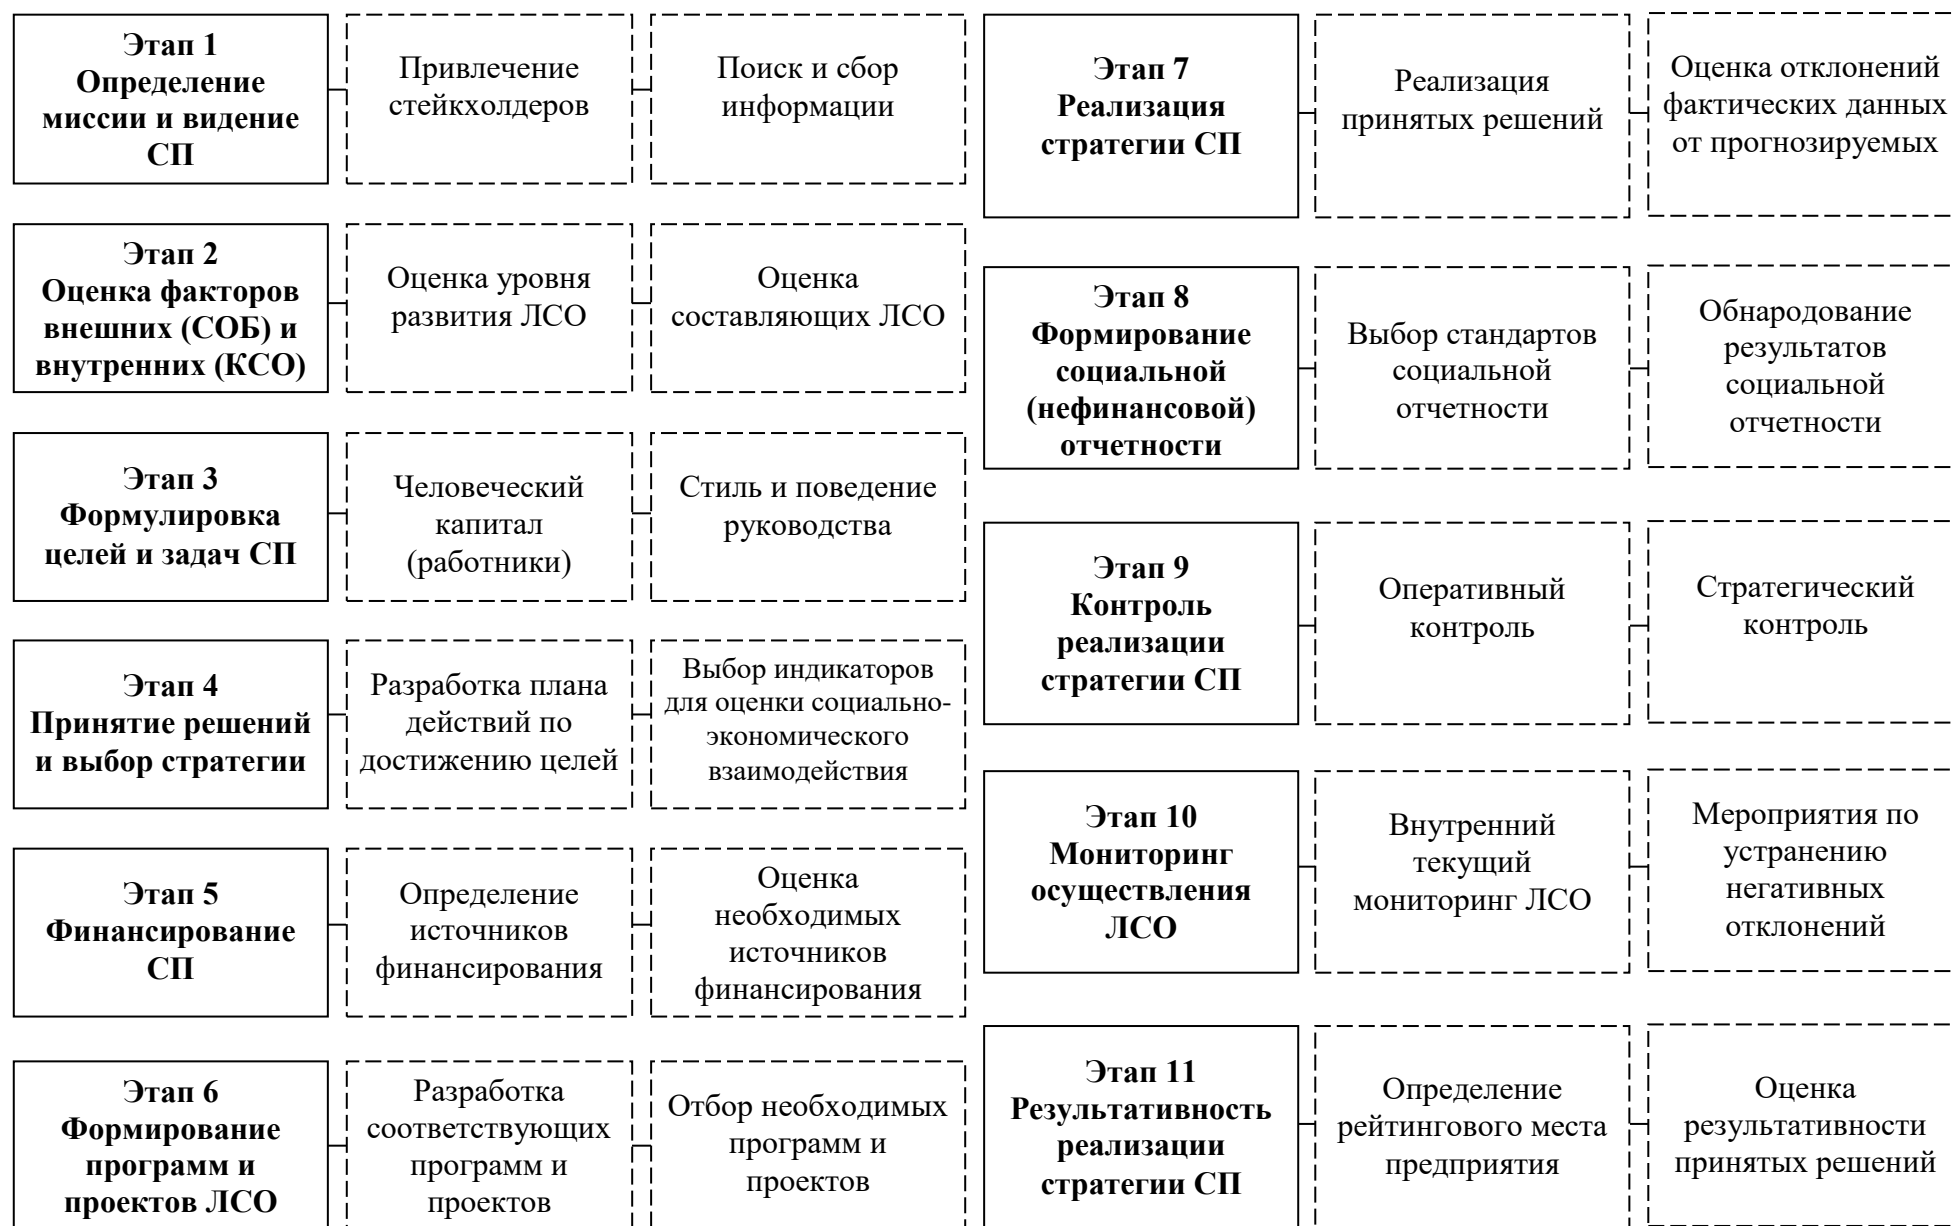 Этап 1
Определение
миссии и видение
СП
Привлечение
стейкхолдеров
Поиск и сбор
информации
Этап 2
Оценка факторов
внешних (СОБ) и
внутренних (КСО)
Оценка уровня
развития ЛСО
Оценка
составляющих ЛСО
Этап 3
Формулировка
целей и задач СП
Человеческий
капитал
(работники)
Стиль и поведение
руководства
Этап 4
Принятие решений
и выбор стратегии
Разработка плана
действий по
достижению целей
Выбор индикаторов
для оценки социально-
экономического
взаимодействия
Этап 5
Финансирование
СП
Определение
источников
финансирования
Оценка
необходимых
источников
финансирования
Этап 6
Формирование
программ и
проектов ЛСО
Разработка
соответствующих
программ и
проектов
Отбор необходимых
программ и
проектов
Этап 7
Реализация
стратегии СП
Реализация
принятых решений
Оценка отклонений
фактических данных
от прогнозируемых
Этап 8
Формирование
социальной
(нефинансовой)
отчетности
Выбор стандартов
социальной
отчетности
Обнародование
результатов
социальной
отчетности
Этап 9
Контроль
реализации
стратегии СП
Оперативный
контроль
Стратегический
контроль
Этап 10
Мониторинг
осуществления
ЛСО
Внутренний
текущий
мониторинг ЛСО
Мероприятия по
устранению
негативных
отклонений
Этап 11
Результативность
реализации
стратегии СП
Определение
рейтингового места
предприятия
Оценка
результативности
принятых решений